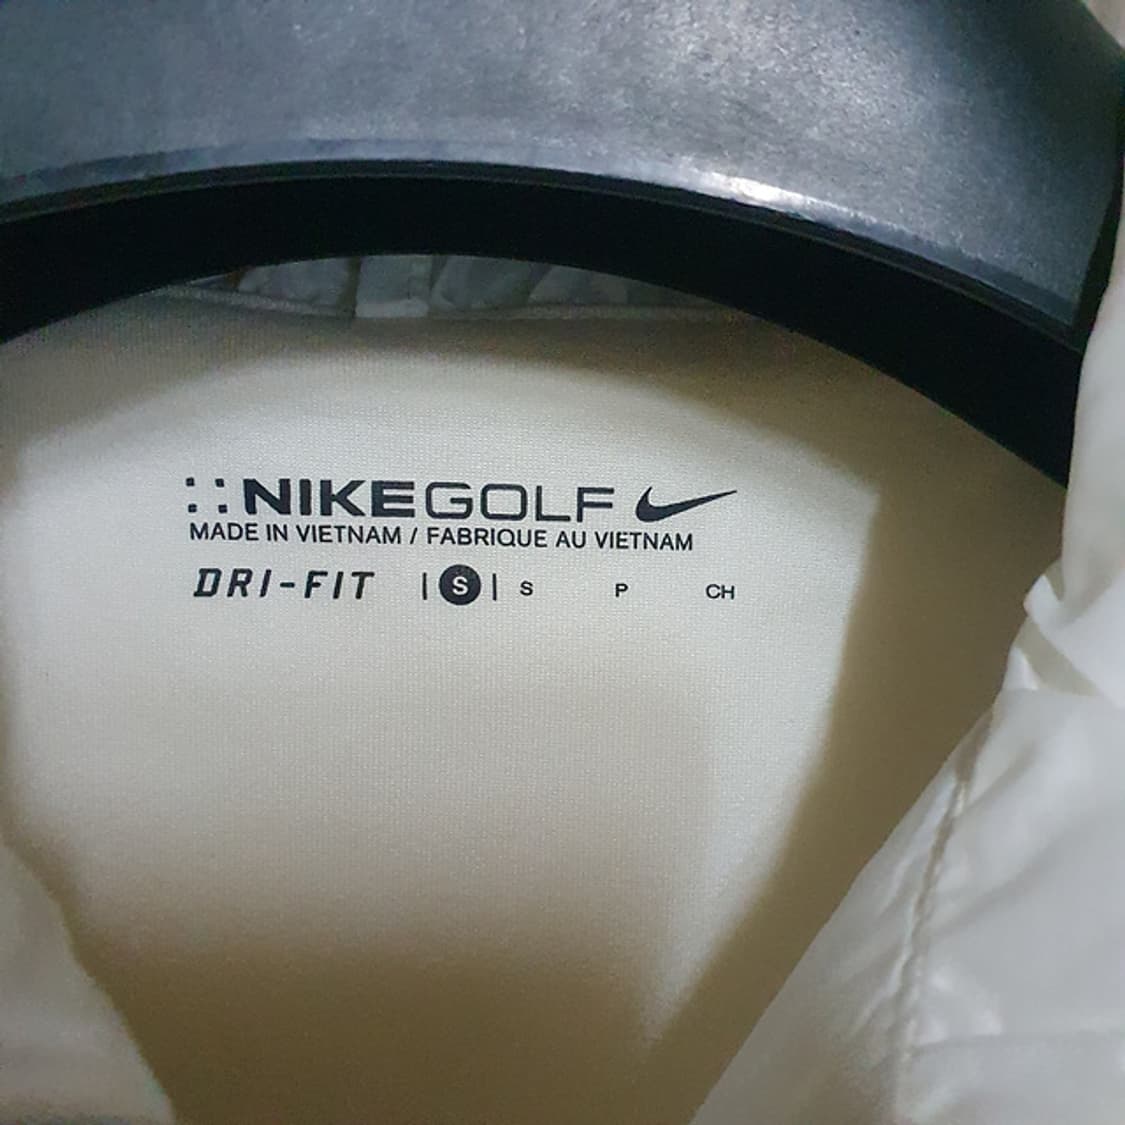 NIKEGOLF
MADE IN VIETNAM / FABRIQUE AU VIETNAM
DRI-FIT | S | S P CH